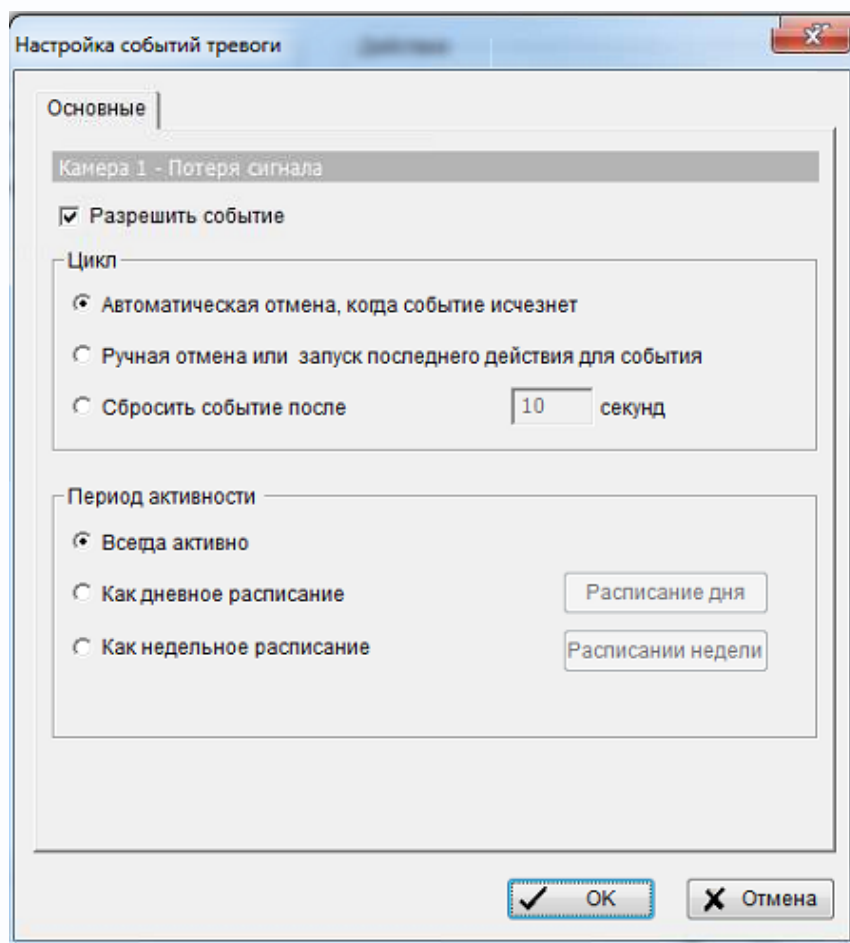 Настройка событий тревоги
Основные
Камера 1 - Потеря сигнала
Разрешить событие
Цикл
Автоматическая отмена, когда событие исчезнет
Ручная отмена или запуск последнего действия для события
Сбросить событие после 10 секунд
Период активности
Всегда активно
Как дневное расписание Расписание дня
Как недельное расписание Расписании недели
OK Отмена